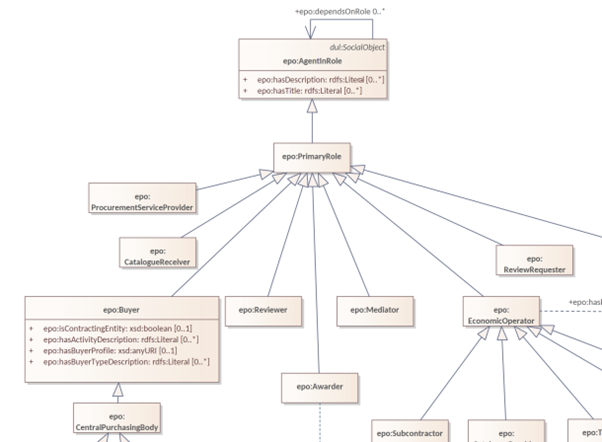 +epo:dependsOnRole 0..*
dul:SocialObject
epo:AgentInRole
+ epo:hasDescription: rdfs:Literal [0..*]
+ epo:hasTitle: rdfs:Literal [0..*]
epo:PrimaryRole
epo:
ProcurementServiceProvider
epo:
CatalogueReceiver
epo:
ReviewRequester
epo:Buyer
+ epo:isContractingEntity: xsd:boolean [0..1]
+ epo:hasActivityDescription: rdfs:Literal [0..*]
+ epo:hasBuyerProfile: xsd:anyURI [0..1]
+ epo:hasBuyerTypeDescription: rdfs:Literal [0..*]
epo:Reviewer
epo:Mediator
epo:
EconomicOperator
epo:Awarder
epo:
CentralPurchasingBody
epo:Subcontractor
epo: